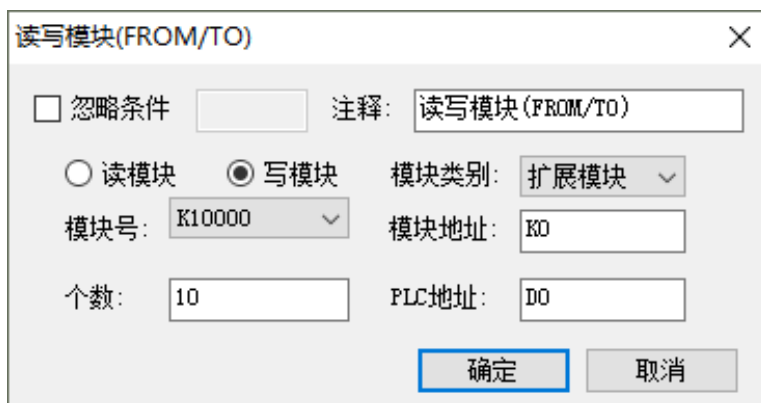 读写模块(FROM/TO)
忽略条件 注释: 读写模块(FROM/TO)
读模块 写模块 模块类别: 扩展模块
模块号: K10000 模块地址: K0
个数: 10 PLC地址: D0
确定 取消